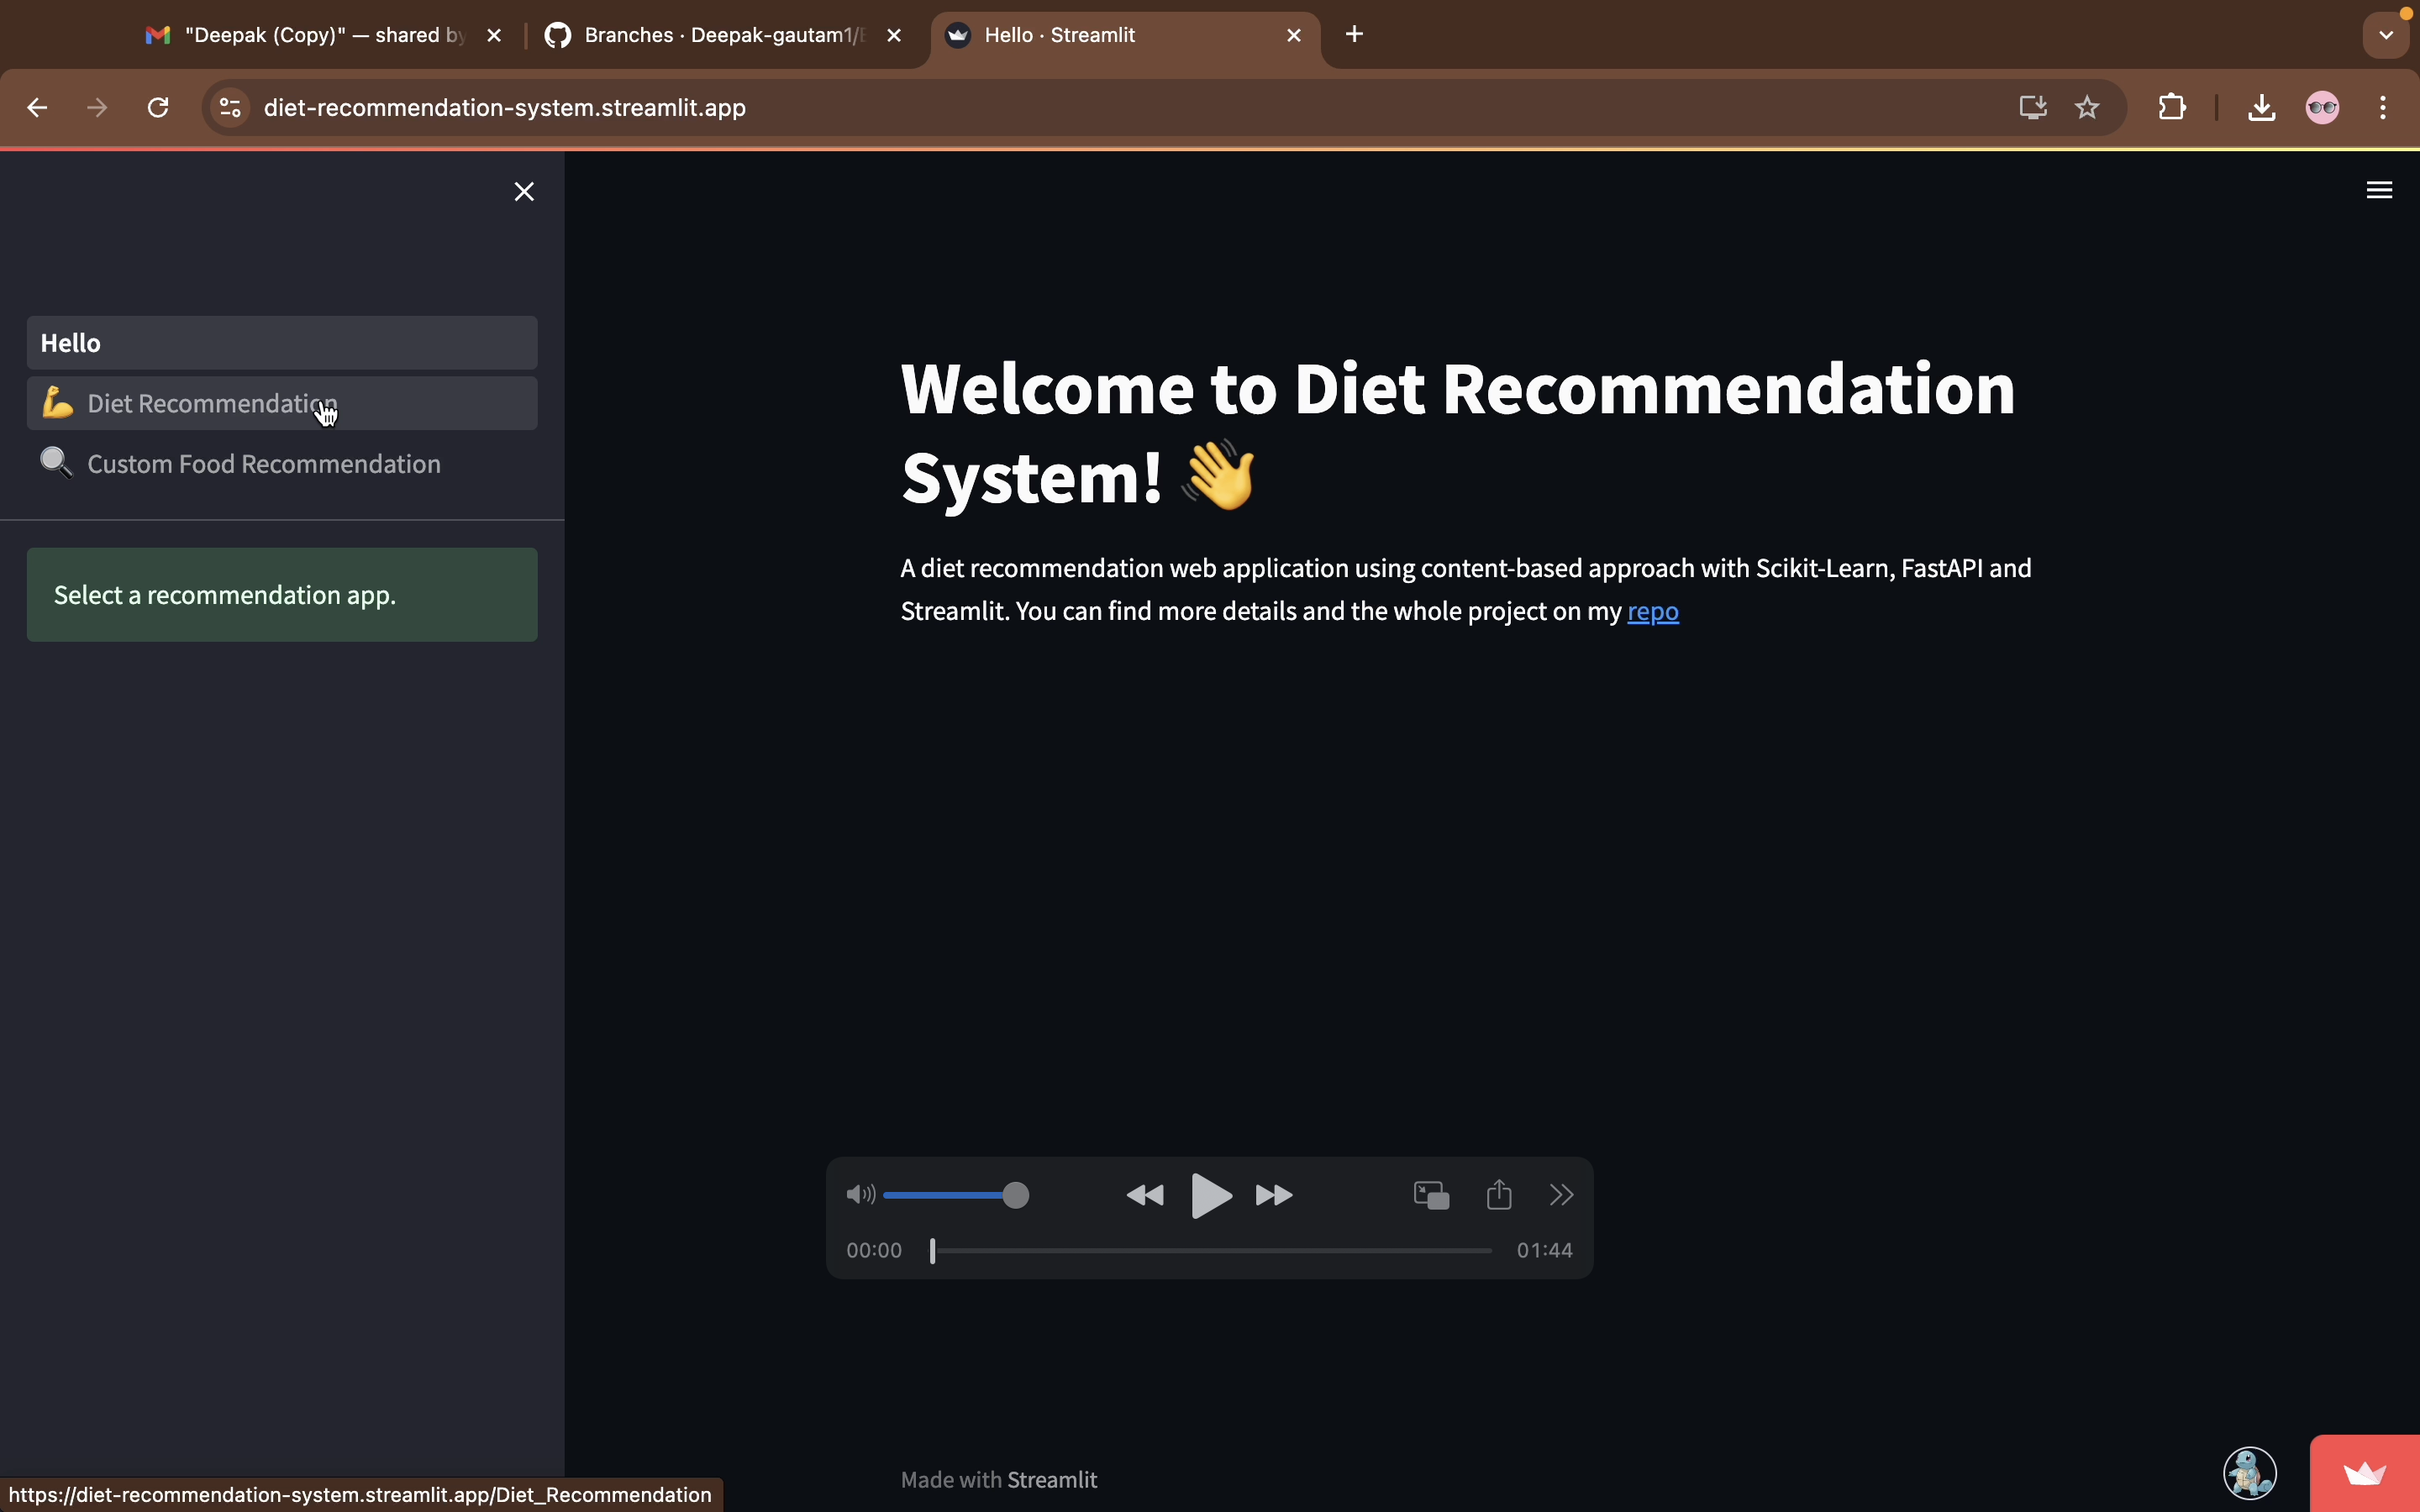 "Deepak (Copy)" — shared by
Branches · Deepak-gautam1/
Hello · Streamlit
diet-recommendation-system.streamlit.app
Hello
Diet Recommendation
Custom Food Recommendation
Select a recommendation app.
Welcome to Diet Recommendation
System! 👋
A diet recommendation web application using content-based approach with Scikit-Learn, FastAPI and
Streamlit. You can find more details and the whole project on my repo
00:00
01:44
Made with Streamlit
https://diet-recommendation-system.streamlit.app/Diet_Recommendation